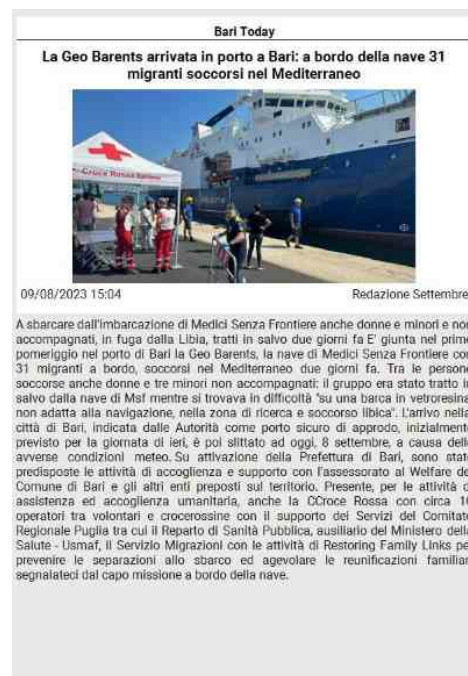 Bari Today
La Geo Barents arrivata in porto a Bari: a bordo della nave 31
migranti soccorsi nel Mediterraneo
Croce Rossa Italiana
09/08/2023 15:04
Redazione Settembre
A sbarcare dall'imbarcazione di Medici Senza Frontiere anche donne e minori e non
accompagnati, in fuga dalla Libia, tratti in salvo due giorni fa E' giunta nel primo
pomeriggio nel porto di Bari la Geo Barents, la nave di Medici Senza Frontiere con
31 migranti a bordo, soccorsi nel Mediterraneo due giorni fa. Tra le persone
soccorse anche donne e tre minori non accompagnati: il gruppo era stato tratto in
salvo dalla nave di Msf mentre si trovava in difficoltà "su una barca in vetroresina,
non adatta alla navigazione, nella zona di ricerca e soccorso libica". L'arrivo nella
città di Bari, indicata dalle Autorità come porto sicuro di approdo, inizialmente
previsto per la giornata di ieri, è poi slittato ad oggi, 8 settembre, a causa delle
avverse condizioni meteo. Su attivazione della Prefettura di Bari, sono state
predisposte le attività di accoglienza e supporto con l'assessorato al Welfare del
Comune di Bari e gli altri enti preposti sul territorio. Presente, per le attività di
assistenza ed accoglienza umanitaria, anche la CCroce Rossa con circa
operatori tra volontari e crocerossine con il supporto dei Servizi del Comitato
Regionale Puglia tra cui il Reparto di Sanità Pubblica, ausiliario del Ministero della
Salute - Usmaf, il Servizio Migrazioni con le attività di Restoring Family Links per
prevenire le separazioni allo sbarco ed agevolare le reunificazioni familiari
segnalateci dal capo missione a bordo della nave.